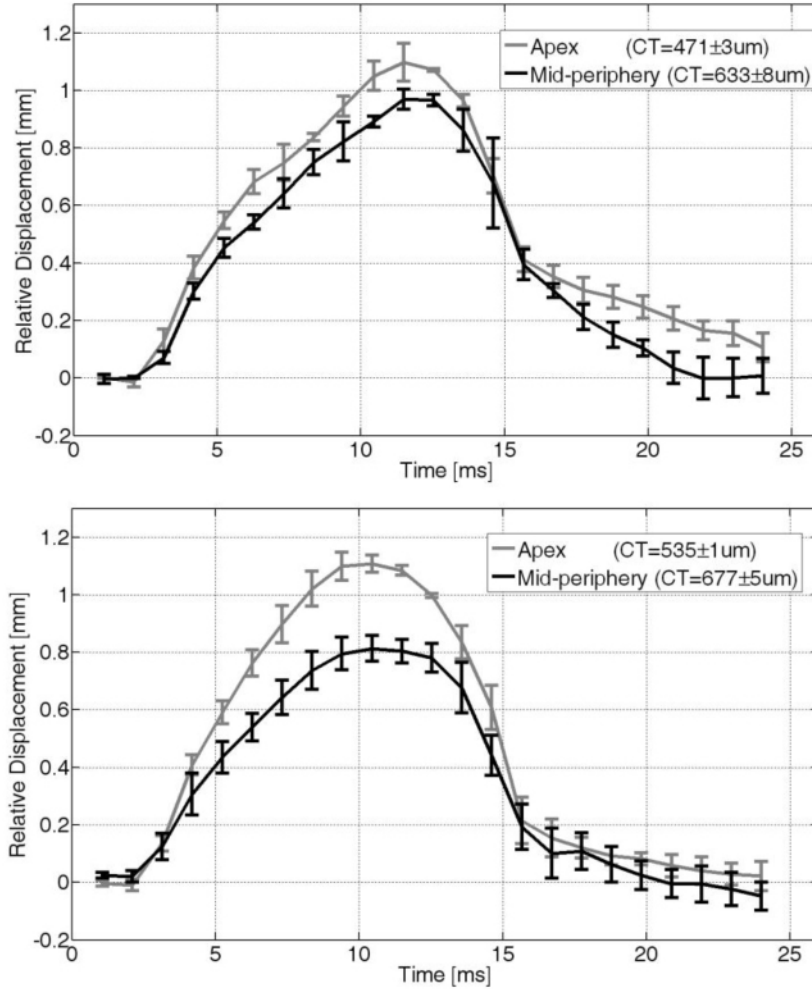 1.2
1
0.8
0.6
0.4
0.2
0
-0.2
Relative Displacement [mm]
Apex (CT=471±3um)
Mid-periphery (CT=633±8um)
0 5 10 15 20 25
Time [ms]
1.2
1
0.8
0.6
0.4
0.2
0
-0.2
Relative Displacement [mm]
Apex (CT=535±1um)
Mid-periphery (CT=677±5um)
0 5 10 15 20 25
Time [ms]